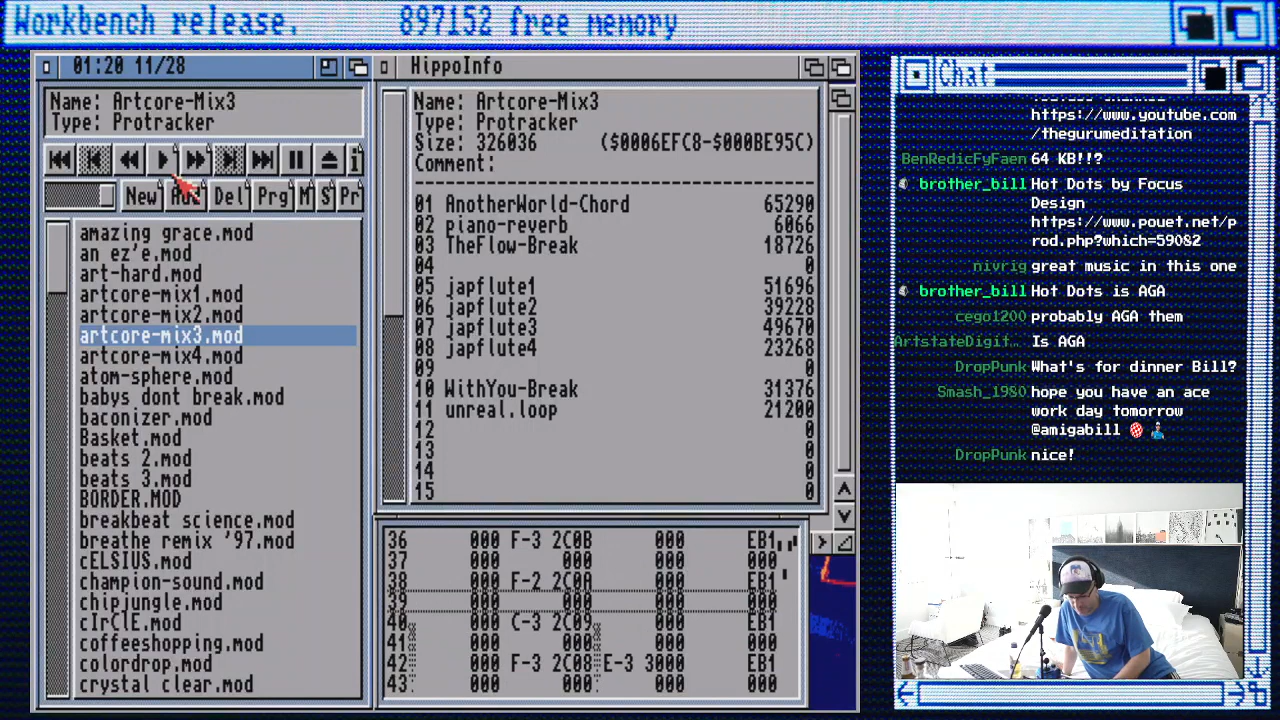 Workbench release.    897152 free memory
01:20 11/28
Name: Artcore-Mix3
Type: Protracker
New Add Del Prg M S Pr
amazing grace.mod
an ez'e.mod
art-hard.mod
artcore-mix1.mod
artcore-mix2.mod
artcore-mix3.mod
artcore-mix4.mod
atom-sphere.mod
babys dont break.mod
baconizer.mod
Basket.mod
beats 2.mod
beats 3.mod
BORDER.MOD
breakbeat science.mod
breathe remix '97.mod
cELSIUS.mod
champion-sound.mod
chipjungle.mod
cIrClE.mod
coffeeshopping.mod
colordrop.mod
crystal clear.mod
HippoInfo
Name: Artcore-Mix3
Type: Protracker
Size: 326036 ($0006EFC8-$000BE95C)
Comment:
01 AnotherWorld-Chord 65290
02 piano-reverb 6066
03 TheFlow-Break 18726
04 0
05 japflute1 51696
06 japflute2 39228
07 japflute3 49670
08 japflute4 23268
09 0
10 WithYou-Break 31376
11 unreal.loop 21200
12 0
13 0
14 0
15 0
36 000 F-3 2C0B 000 EB1
37 000 000 000 000
38 000 F-2 2C0A 000 EB1
39 000 000 000 000
40 000 C-3 2C09 000 EB1
41 000 000 000 000
42 000 F-3 2C08 E-3 3000 EB1
43 000 000 000 000
Chat
https://www.youtube.com
/thegurumeditation
BenRedicFyFaen 64 KB!!?
brother_bill Hot Dots by Focus
Design
https://www.pouet.net/p
rod.php?which=59082
nivrig great music in this one
brother_bill Hot Dots is AGA
cego1200 probably AGA them
ArtstateDigit… Is AGA
DropPunk What's for dinner Bill?
Smash_1980 hope you have an ace
work day tomorrow
@amigabill
DropPunk nice!